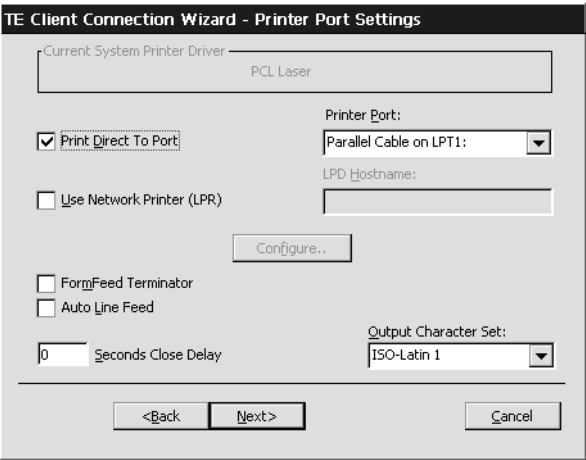 TE Client Connection Wizard - Printer Port Settings
Current System Printer Driver
PCL Laser
Printer Port:
Print Direct To Port
Parallel Cable on LPT1:
LPD Hostname:
Use Network Printer (LPR)
Configure..
FormFeed Terminator
Auto Line Feed
Output Character Set:
0 Seconds Close Delay
ISO-Latin 1
<Back Next> Cancel